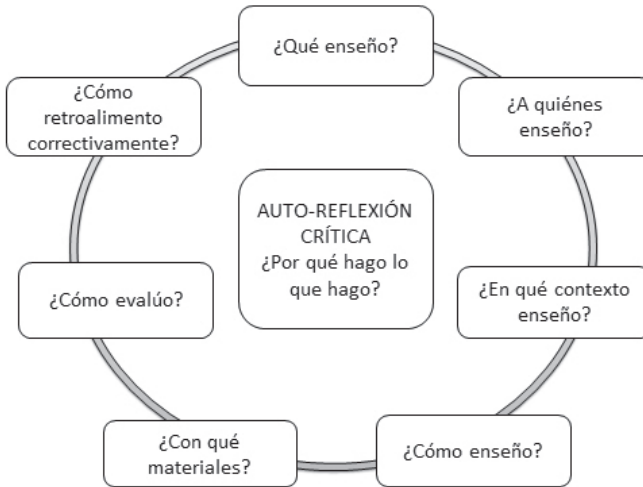 ¿Qué enseño?
¿A quiénes
enseño?
¿En qué contexto
enseño?
¿Cómo enseño?
¿Con qué
materiales?
¿Cómo evalúo?
¿Cómo
retroalimento
correctivamente?
AUTO-REFLEXIÓN
CRÍTICA
¿Por qué hago lo
que hago?